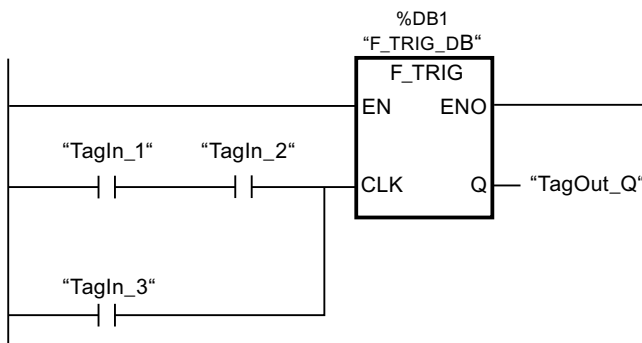 %DB1
“F_TRIG_DB“
F_TRIG
EN ENO
“TagIn_1“ “TagIn_2“
CLK Q “TagOut_Q“
“TagIn_3“